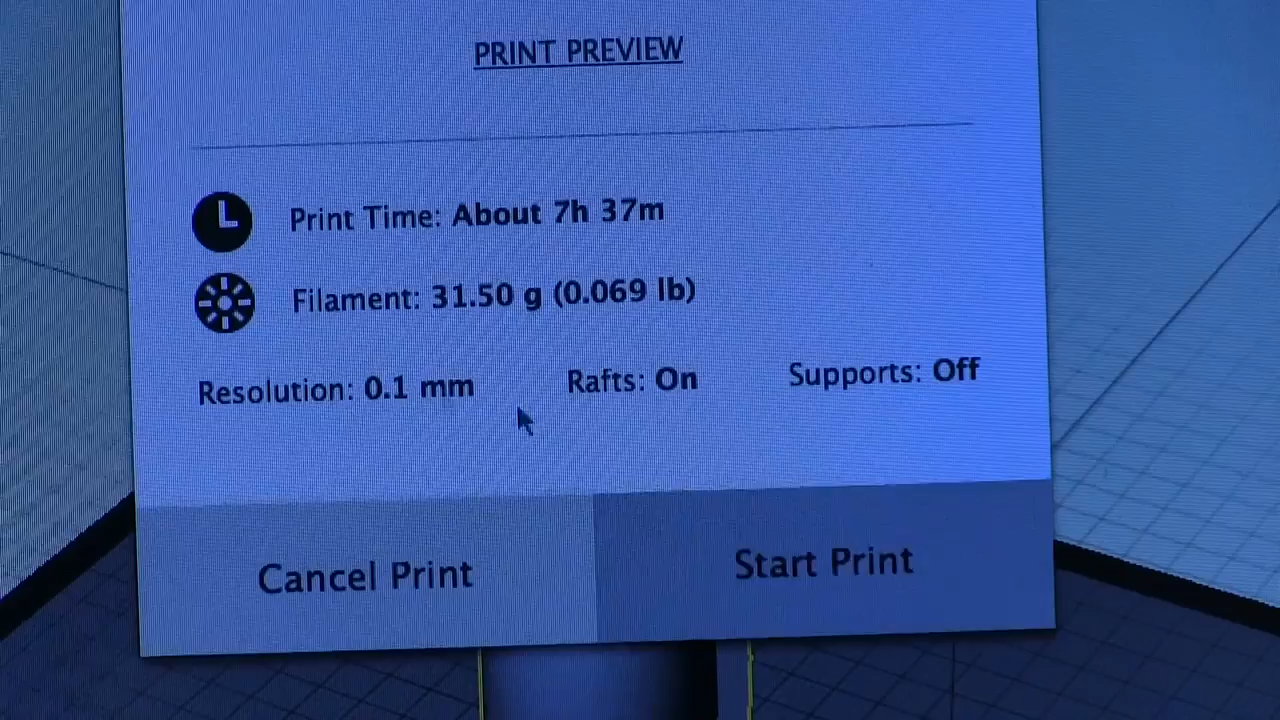 PRINT PREVIEW
Print Time: About 7h 37m
Filament: 31.50 g (0.069 lb)
Resolution: 0.1 mm Rafts: On Supports: Off
Cancel Print Start Print